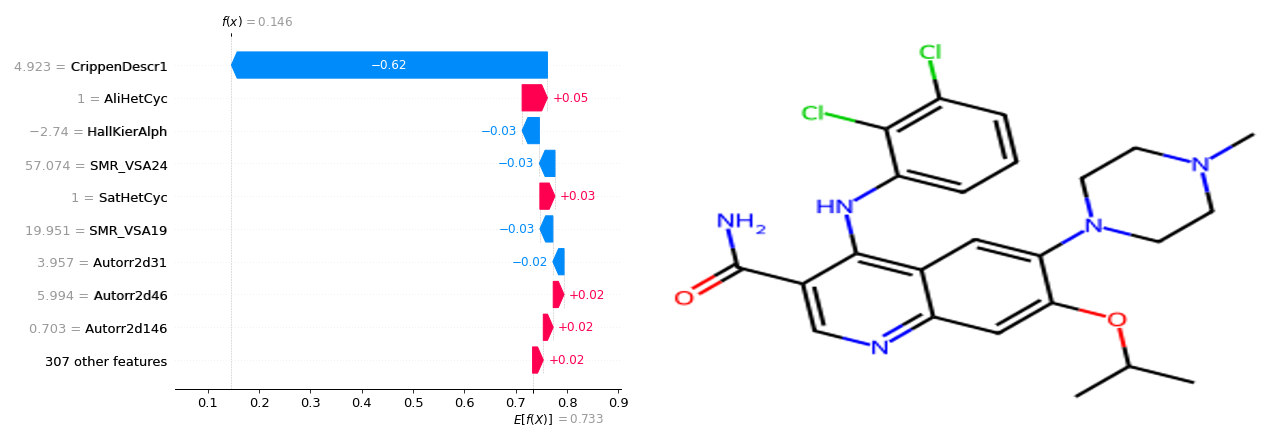 f(x) = 0.146
4.923 = CrippenDescr1
−0.62
1 = AliHetCyc
+0.05
−2.74 = HallKierAlph
−0.03
57.074 = SMR_VSA24
−0.03
1 = SatHetCyc
+0.03
19.951 = SMR_VSA19
−0.03
3.957 = Autorr2d31
−0.02
5.994 = Autorr2d46
+0.02
0.703 = Autorr2d146
+0.02
307 other features
+0.02
0.1 0.2 0.3 0.4 0.5 0.6 0.7 0.8 0.9
E[f(X)] = 0.733
Cl
Cl
N
HN
NH2
N
O
O
N